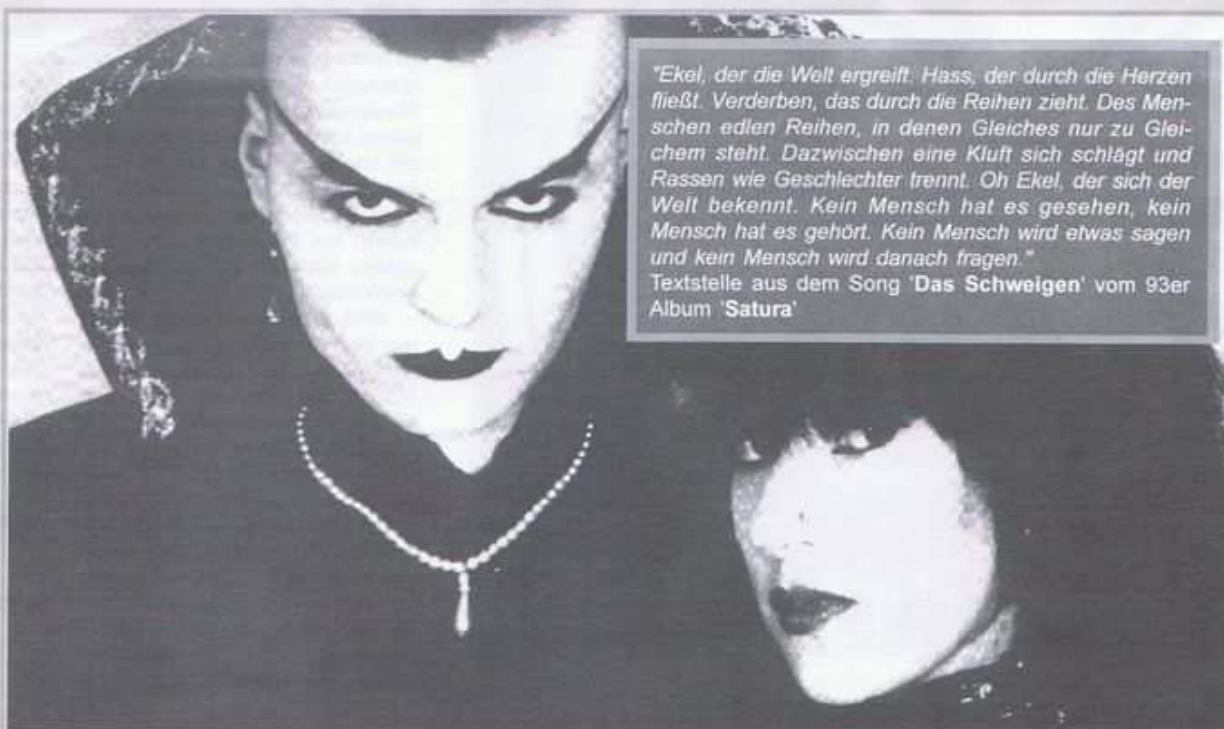 "Ekel, der die Welt ergreift. Hass, der durch die Herzen
fließt. Verderben, das durch die Reihen zieht. Des Men-
schen edlen Reihen, in denen Gleiches nur zu Glei-
chem steht. Dazwischen eine Kluft sich schlägt und
Rassen wie Geschlechter trennt. Oh Ekel, der sich der
Welt bekennt. Kein Mensch hat es gesehen, kein
Mensch hat es gehört. Kein Mensch wird etwas sagen
und kein Mensch wird danach fragen."
Textstelle aus dem Song 'Das Schweigen' vom 93er
Album 'Satura'